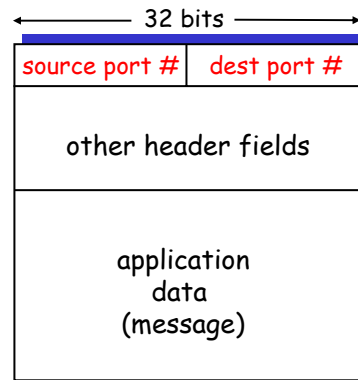 32 bits
source port # dest port #
other header fields
application
data
(message)